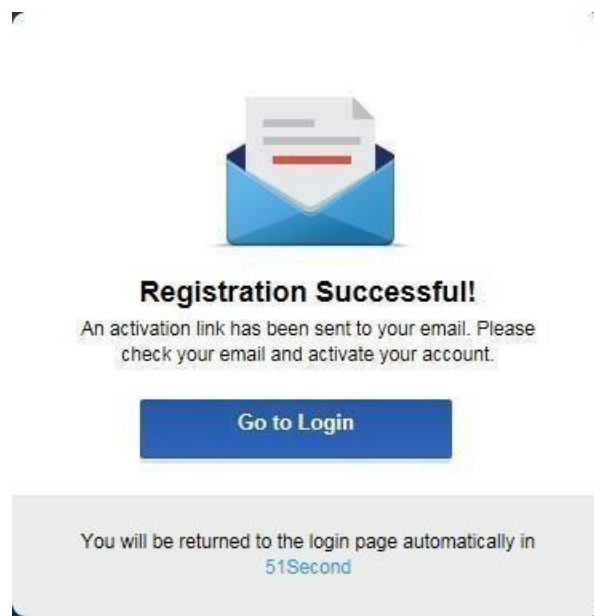 Registration Successful!
An activation link has been sent to your email. Please
check your email and activate your account.
Go to Login
You will be returned to the login page automatically in
51Second